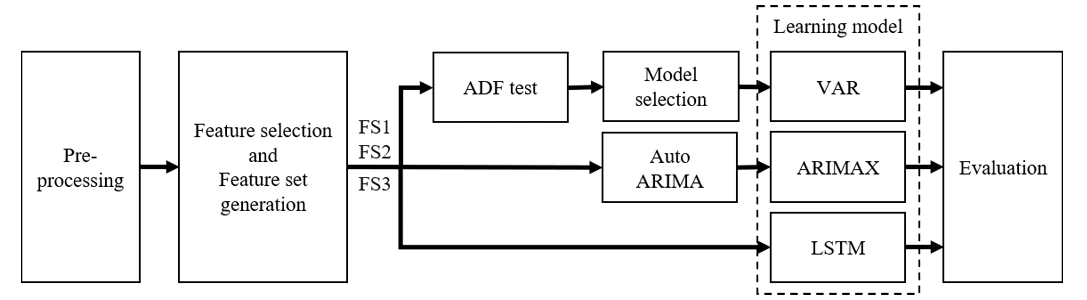 Pre-
processing
Feature selection
and
Feature set
generation
FS1
FS2
FS3
ADF test
Model
selection
Auto
ARIMA
Learning model
VAR
ARIMAX
LSTM
Evaluation